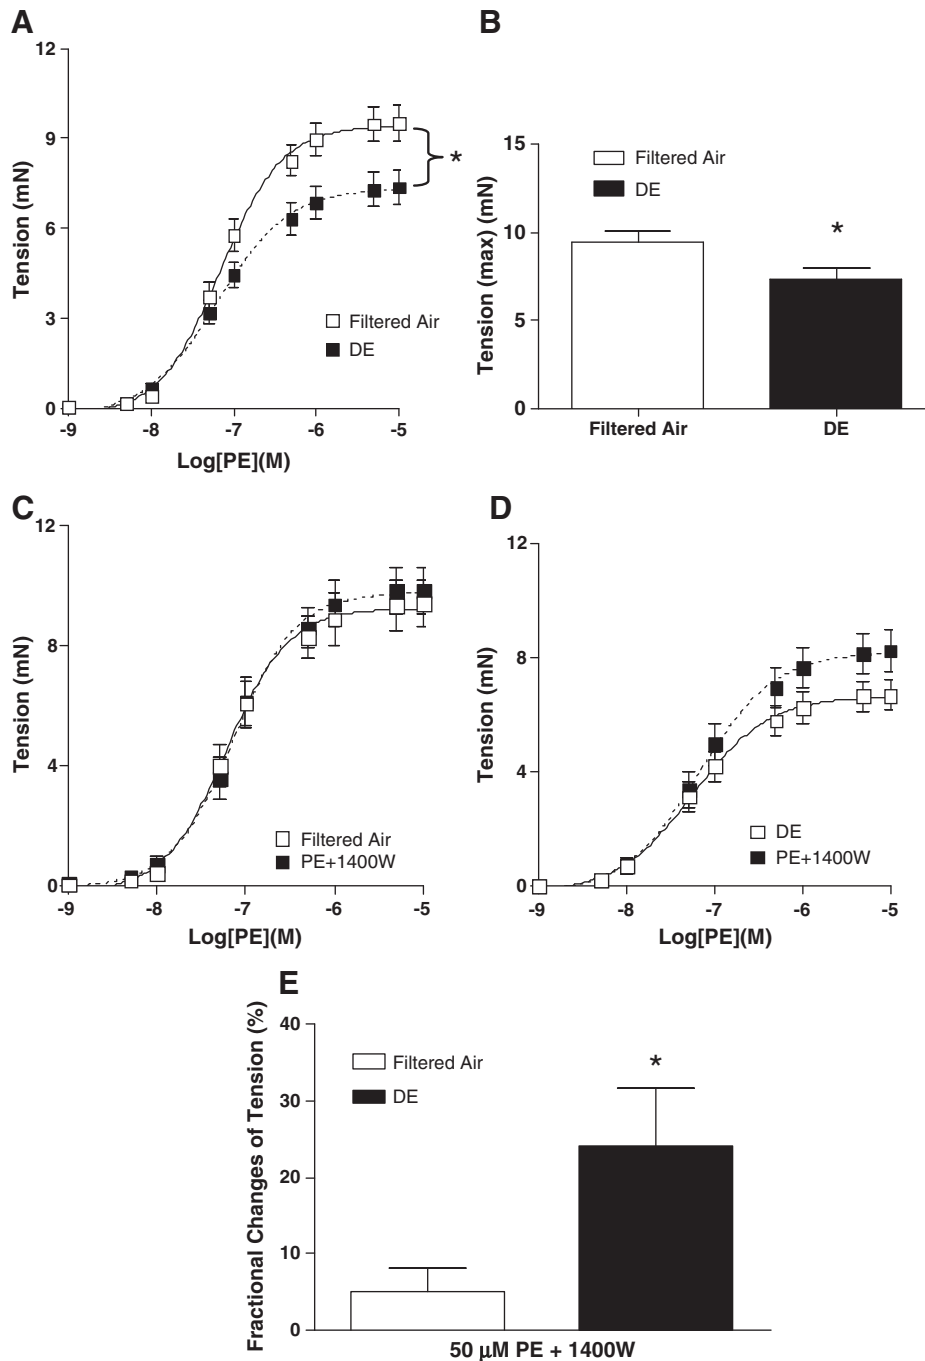 A
12
9
6
3
0
Tension (mN)
*
Filtered Air
DE
-9 -8 -7 -6 -5
Log[PE](M)
B
15
10
5
0
Tension (max) (mN)
Filtered Air
DE
*
Filtered Air DE
C
12
8
4
0
Tension (mN)
Filtered Air
PE+1400W
-9 -8 -7 -6 -5
Log[PE](M)
D
12
8
4
0
Tension (mN)
DE
PE+1400W
-9 -8 -7 -6 -5
Log[PE](M)
E
40
30
20
10
0
Fractional Changes of Tension (%)
Filtered Air
DE
*
50 μM PE + 1400W